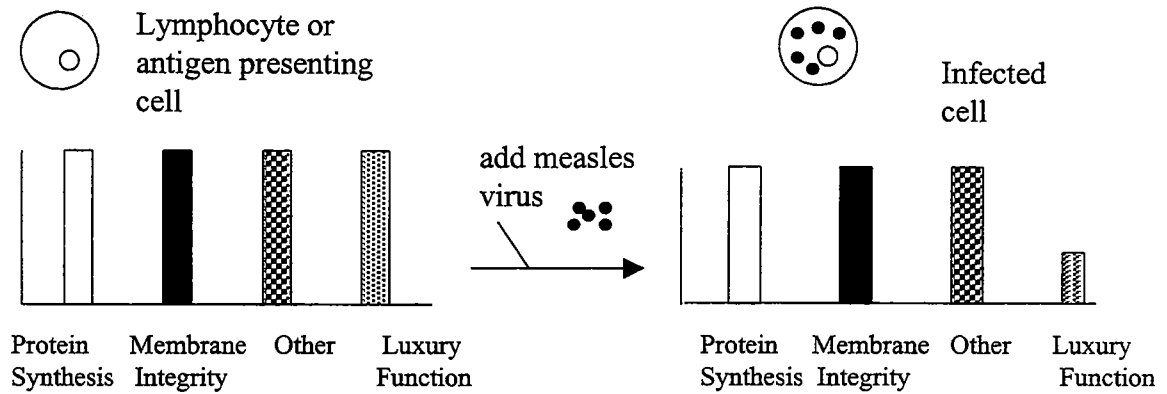 Lymphocyte or
antigen presenting
cell
Infected
cell
add measles
virus
Protein
Synthesis
Membrane
Integrity
Other
Luxury
Function
Protein
Synthesis
Membrane
Integrity
Other
Luxury
Function